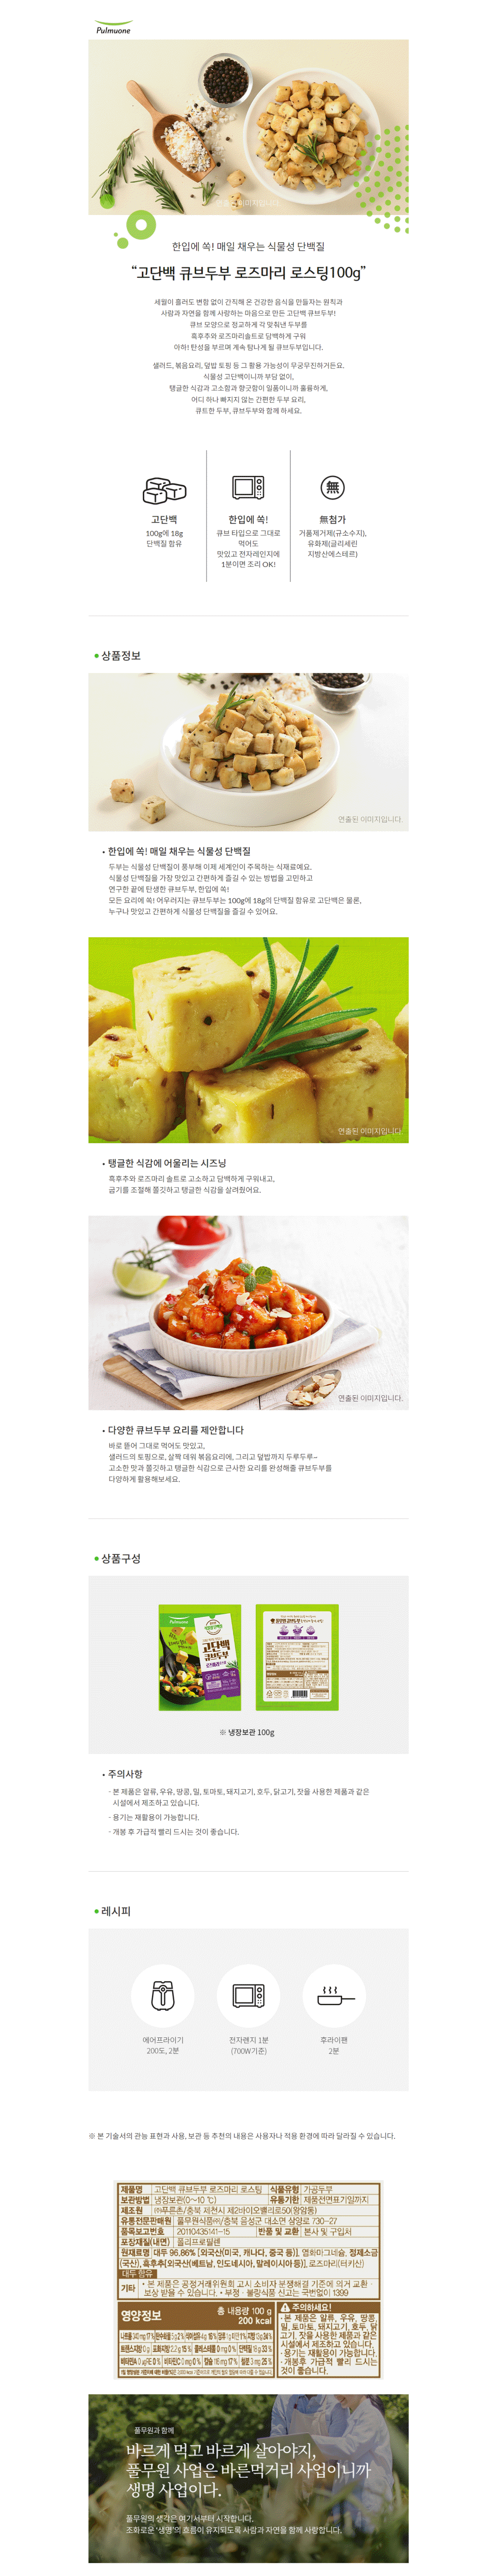 Pulmuone
한입에 쏙! 매일 채우는 식물성 단백질
“고단백 큐브두부 로즈마리 로스팅100g”
세월이 흘러도 변함 없이 간직해 온 건강한 음식을 만들자는 원칙과
사람과 자연을 함께 사랑하는 마음으로 만든 고단백 큐브두부!
큐브 모양으로 정교하게 각 맞춰낸 두부를
흑후추와 로즈마리솔트로 담백하게 구워
아하! 탄성을 부르며 계속 탐나게 될 큐브두부입니다.
샐러드, 볶음요리, 덮밥 토핑 등 그 활용 가능성이 무궁무진하거든요.
식물성 고단백이니까 부담 없이,
탱글한 식감과 고소함과 향긋함이 일품이니까 훌륭하게,
어디 하나 빠지지 않는 간편한 두부 요리,
큐트한 두부, 큐브두부와 함께 하세요.
고단백
100g에 18g
단백질 함유
한입에 쏙!
큐브 타입으로 그대로
먹어도
맛있고 전자레인지에
1분이면 조리 OK!
無
無첨가
거품제거제(규소수지),
유화제(글리세린
지방산에스테르)
상품정보
연출된 이미지입니다.
• 한입에 쏙! 매일 채우는 식물성 단백질
두부는 식물성 단백질이 풍부해 이제 세계인이 주목하는 식재료예요.
식물성 단백질을 가장 맛있고 간편하게 즐길 수 있는 방법을 고민하고
연구한 끝에 탄생한 큐브두부, 한입에 쏙!
모든 요리에 쏙! 어우러지는 큐브두부는 100g에 18g의 단백질 함유로 고단백은 물론,
누구나 맛있고 간편하게 식물성 단백질을 즐길 수 있어요.
연출된 이미지입니다.
• 탱글한 식감에 어울리는 시즈닝
흑후추와 로즈마리 솔트로 고소하고 담백하게 구워내고,
굽기를 조절해 쫄깃하고 탱글한 식감을 살려줬어요.
연출된 이미지입니다.
• 다양한 큐브두부 요리를 제안합니다
바로 뜯어 그대로 먹어도 맛있고,
샐러드의 토핑으로, 살짝 데워 볶음요리에, 그리고 덮밥까지 두루두루~
고소한 맛과 쫄깃하고 탱글한 식감으로 근사한 요리를 완성해줄 큐브두부를
다양하게 활용해보세요.
상품구성
Pulmuone
고단백
큐브두부
※ 냉장보관 100g
• 주의사항
- 본 제품은 알류, 우유, 땅콩, 밀, 토마토, 돼지고기, 호두, 닭고기, 잣을 사용한 제품과 같은
시설에서 제조하고 있습니다.
- 용기는 재활용이 가능합니다.
- 개봉 후 가급적 빨리 드시는 것이 좋습니다.
레시피
에어프라이기
200도, 2분
전자렌지 1분
(700W기준)
후라이팬
2분
※ 본 기술서의 관능 표현과 사용, 보관 등 추천의 내용은 사용자나 적용 환경에 따라 달라질 수 있습니다.
제품명 고단백 큐브두부 로즈마리 로스팅 식품유형 가공두부
보관방법 냉장보관(0~10 ℃) 유통기한 제품전면표기일까지
제조원 ㈜푸른촌/충북 제천시 제2바이오밸리로50(왕암동)
유통전문판매원 풀무원식품㈜/충북 음성군 대소면 삼양로 730-27
품목보고번호 20110435141-15 반품 및 교환 본사 및 구입처
포장재질(내면) 폴리프로필렌
원재료명 대두 96.86% [외국산(미국, 캐나다, 중국 등)], 염화마그네슘, 정제소금
(국산), 흑후추[외국산(베트남, 인도네시아, 말레이시아등)], 로즈마리(터키산)
대두 함유
기타 • 본 제품은 공정거래위원회 고시 소비자 분쟁해결 기준에 의거 교환·
보상 받을 수 있습니다. • 부정·불량식품 신고는 국번없이 1399
영양정보 총 내용량 100 g
200 kcal
주의하세요!
·본 제품은 알류, 우유, 땅콩,
밀, 토마토, 돼지고기, 호두, 닭
고기, 잣을 사용한 제품과 같은
시설에서 제조하고 있습니다.
·용기는 재활용이 가능합니다.
·개봉후 가급적 빨리 드시는
것이 좋습니다.
풀무원과 함께
바르게 먹고 바르게 살아야지,
풀무원 사업은 바른먹거리 사업이니까
생명 사업이다.
풀무원의 생각은 여기서부터 시작합니다.
조화로운 ‘생명’의 흐름이 유지되도록 사람과 자연을 함께 사랑합니다.